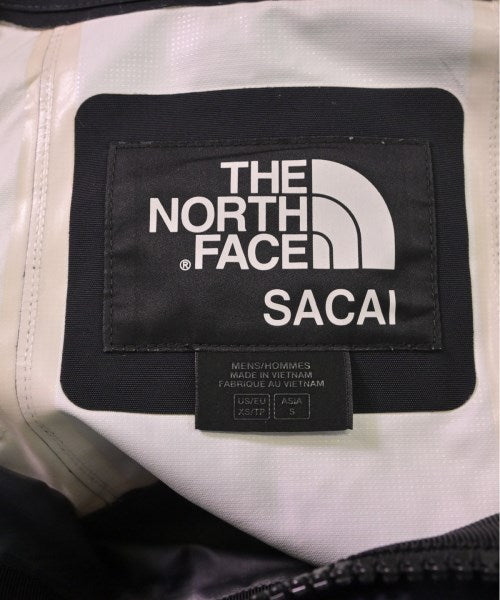 THE
NORTH
® FACE
SACAI
MENS/HOMMES
MADE IN VIETNAM
FABRIQUE AU VIETNAM
US/EU ASIA
XS/TP S